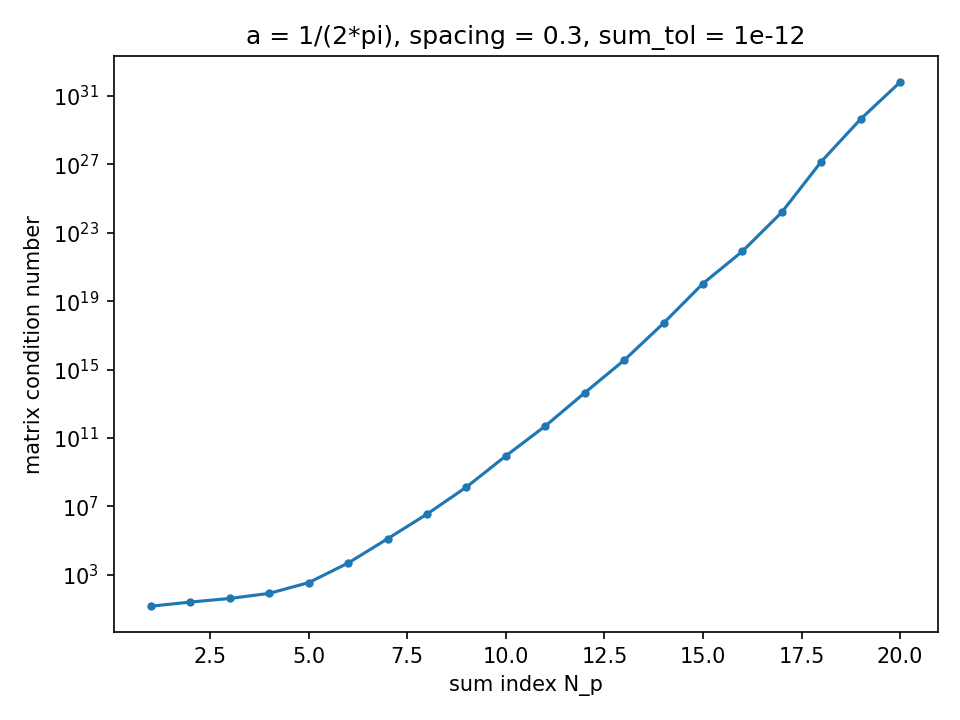 a = 1/(2*pi), spacing = 0.3, sum_tol = 1e-12
10^31
10^27
10^23
10^19
10^15
10^11
10^7
10^3
matrix condition number
2.5 5.0 7.5 10.0 12.5 15.0 17.5 20.0
sum index N_p